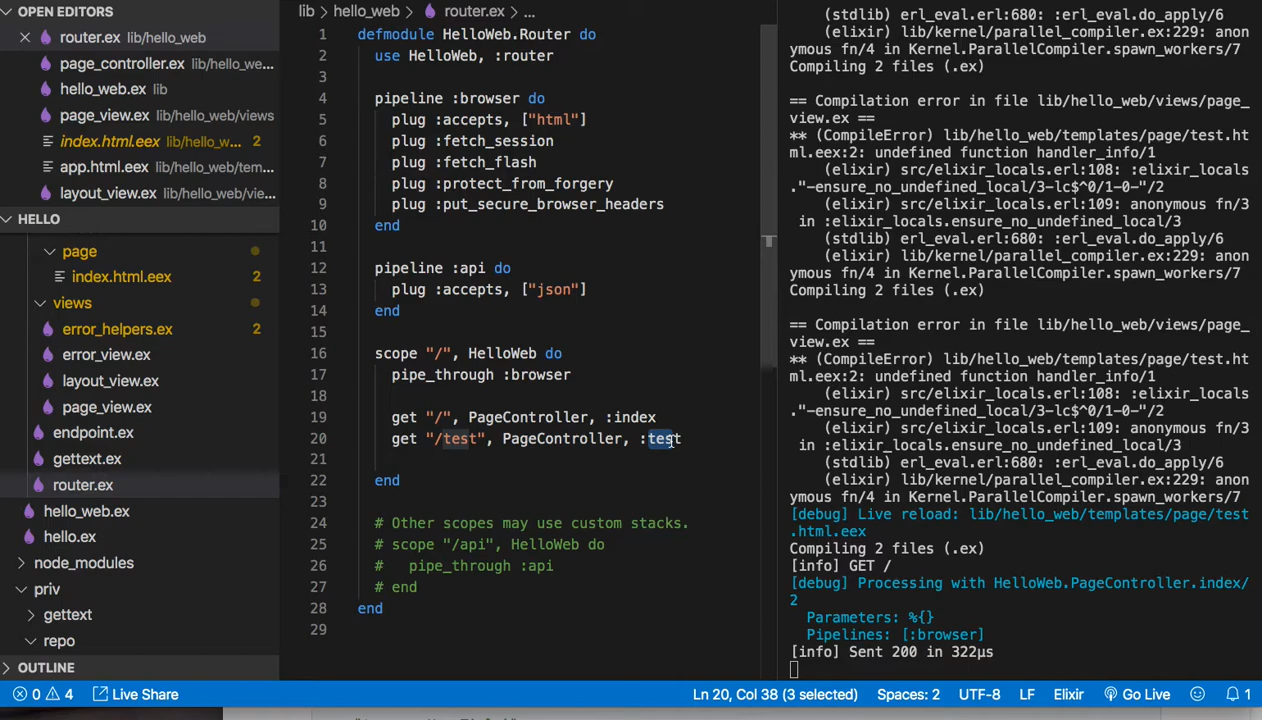 OPEN EDITORS
router.ex lib/hello_web
page_controller.ex lib/hello_we...
hello_web.ex lib
page_view.ex lib/hello_web/views
index.html.eex lib/hello_w... 2
app.html.eex lib/hello_web/tem...
layout_view.ex lib/hello_web/vie...
HELLO
page
index.html.eex 2
views
error_helpers.ex 2
error_view.ex
layout_view.ex
page_view.ex
endpoint.ex
gettext.ex
router.ex
hello_web.ex
hello.ex
node_modules
priv
gettext
repo
OUTLINE
lib > hello_web > router.ex > ...
1 defmodule HelloWeb.Router do
2 use HelloWeb, :router
3
4 pipeline :browser do
5 plug :accepts, ["html"]
6 plug :fetch_session
7 plug :fetch_flash
8 plug :protect_from_forgery
9 plug :put_secure_browser_headers
10 end
11
12 pipeline :api do
13 plug :accepts, ["json"]
14 end
15
16 scope "/", HelloWeb do
17 pipe_through :browser
18
19 get "/", PageController, :index
20 get "/test", PageController, :test
21
22 end
23
24 # Other scopes may use custom stacks.
25 # scope "/api", HelloWeb do
26 # pipe_through :api
27 # end
28 end
29
(stdlib) erl_eval.erl:680: :erl_eval.do_apply/6
(elixir) lib/kernel/parallel_compiler.ex:229: anon
ymous fn/4 in Kernel.ParallelCompiler.spawn_workers/7
Compiling 2 files (.ex)
== Compilation error in file lib/hello_web/views/page_
view.ex ==
** (CompileError) lib/hello_web/templates/page/test.ht
ml.eex:2: undefined function handler_info/1
(elixir) src/elixir_locals.erl:108: :elixir_locals
."-ensure_no_undefined_local/3-lc$^0/1-0-"/2
(elixir) src/elixir_locals.erl:109: anonymous fn/3
in :elixir_locals.ensure_no_undefined_local/3
(stdlib) erl_eval.erl:680: :erl_eval.do_apply/6
(elixir) lib/kernel/parallel_compiler.ex:229: anon
ymous fn/4 in Kernel.ParallelCompiler.spawn_workers/7
Compiling 2 files (.ex)
== Compilation error in file lib/hello_web/views/page_
view.ex ==
** (CompileError) lib/hello_web/templates/page/test.ht
ml.eex:2: undefined function handler_info/1
(elixir) src/elixir_locals.erl:108: :elixir_locals
."-ensure_no_undefined_local/3-lc$^0/1-0-"/2
(elixir) src/elixir_locals.erl:109: anonymous fn/3
in :elixir_locals.ensure_no_undefined_local/3
(stdlib) erl_eval.erl:680: :erl_eval.do_apply/6
(elixir) lib/kernel/parallel_compiler.ex:229: anon
ymous fn/4 in Kernel.ParallelCompiler.spawn_workers/7
[debug] Live reload: lib/hello_web/templates/page/test
.html.eex
Compiling 2 files (.ex)
[info] GET /
[debug] Processing with HelloWeb.PageController.index/
2
Parameters: %{}
Pipelines: [:browser]
[info] Sent 200 in 322µs
0 4 Live Share Ln 20, Col 38 (3 selected) Spaces: 2 UTF-8 LF Elixir Go Live 1